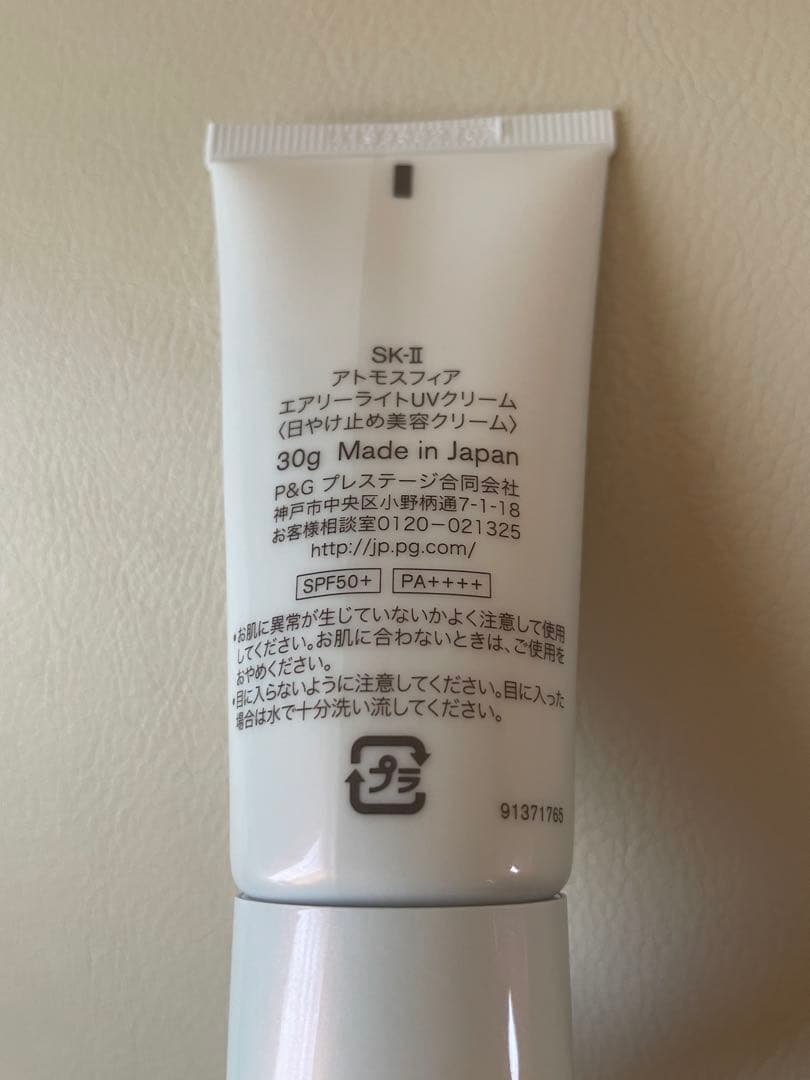 SK-II
アトモスフィア
エアリーライトUVクリーム
〈日やけ止め美容クリーム〉
30g Made in Japan
P&G プレステージ合同会社
神戸市中央区小野柄通7-1-18
お客様相談室0120-021325
http://jp.pg.com/
SPF50+ PA++++
•お肌に異常が生じていないかよく注意して使用
してください。お肌に合わないときは、ご使用を
おやめください。
•目に入らないように注意してください。目に入った
場合は水で十分洗い流してください。
プラ
91371765